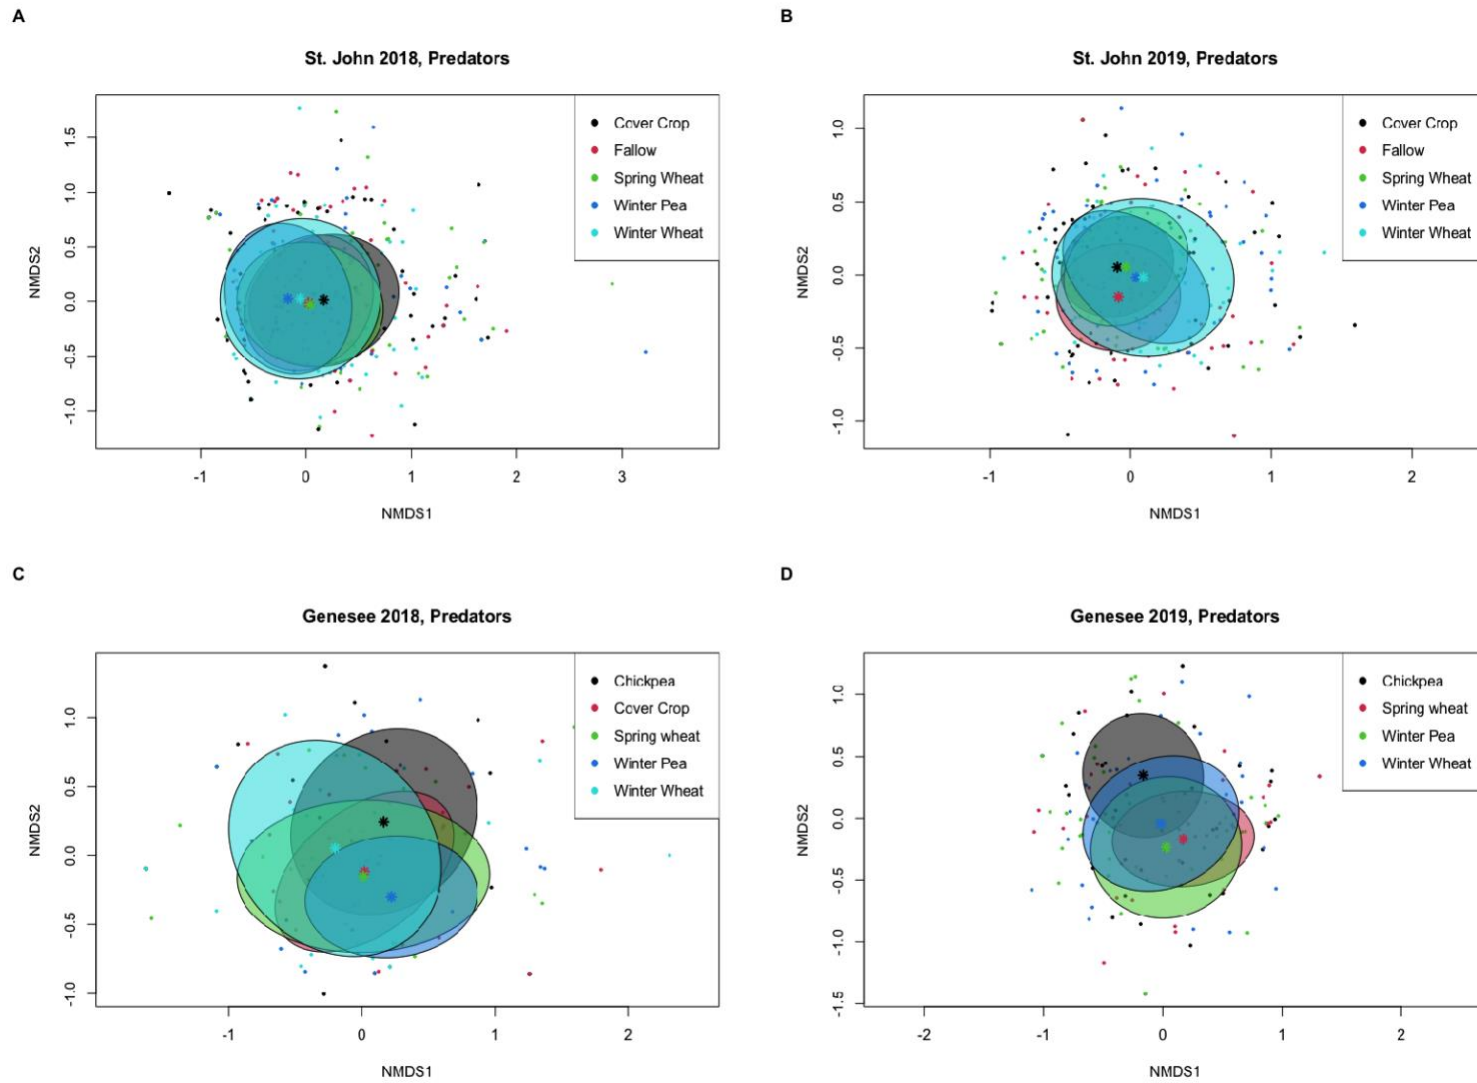 A
St. John 2018, Predators
Cover Crop
Fallow
Spring Wheat
Winter Pea
Winter Wheat
NMDS2
1.5
1.0
0.5
0.0
-0.5
-1.0
-1
0
1
2
3
NMDS1
B
St. John 2019, Predators
Cover Crop
Fallow
Spring Wheat
Winter Pea
Winter Wheat
NMDS2
1.0
0.5
0.0
-0.5
-1.0
-1
0
1
2
NMDS1
C
Genesee 2018, Predators
Chickpea
Cover Crop
Spring wheat
Winter Pea
Winter Wheat
NMDS2
1.0
0.5
0.0
-0.5
-1.0
-1
0
1
2
NMDS1
D
Genesee 2019, Predators
Chickpea
Spring wheat
Winter Pea
Winter Wheat
NMDS2
1.0
0.5
0.0
-0.5
-1.0
-1.5
-2
-1
0
1
2
NMDS1